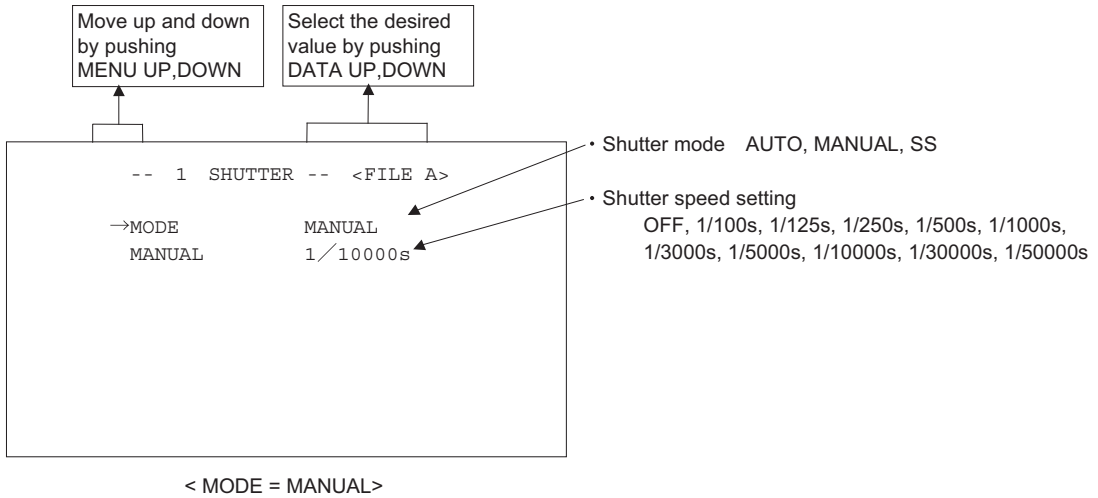 Move up and down
by pushing
MENU UP,DOWN
Select the desired
value by pushing
DATA UP,DOWN
-- 1 SHUTTER -- <FILE A>
→MODE MANUAL
MANUAL 1／10000s
・Shutter mode AUTO, MANUAL, SS
・Shutter speed setting
OFF, 1/100s, 1/125s, 1/250s, 1/500s, 1/1000s,
1/3000s, 1/5000s, 1/10000s, 1/30000s, 1/50000s
< MODE = MANUAL>